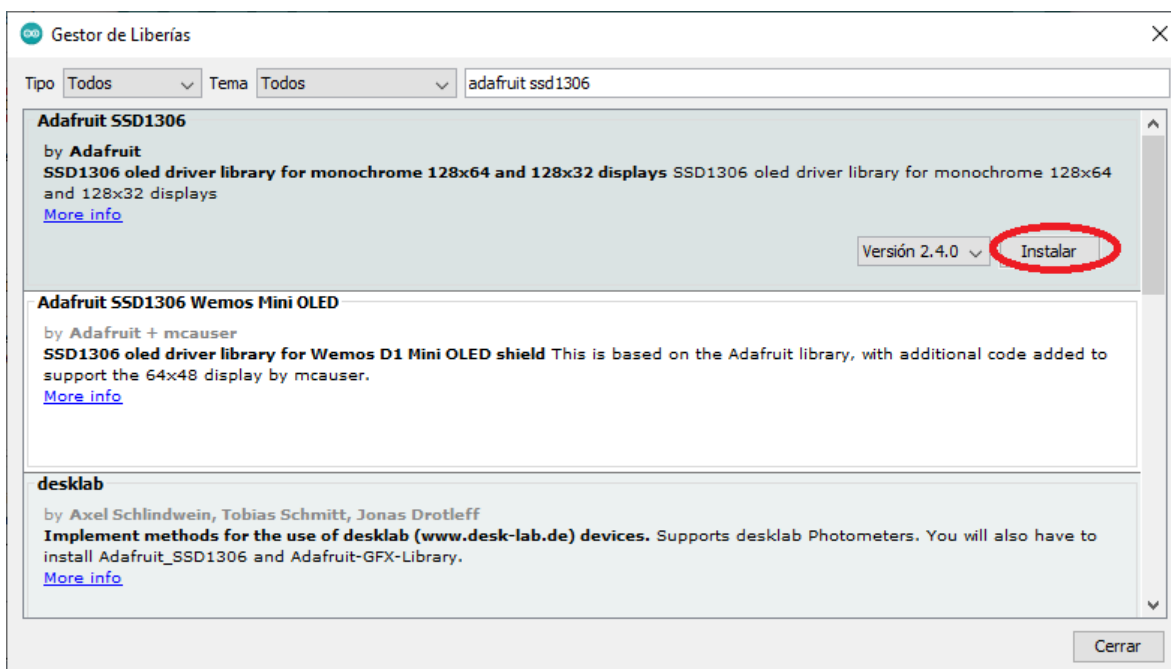 Gestor de Liberías
Tipo Todos Tema Todos adafruit ssd1306
Adafruit SSD1306
by Adafruit
SSD1306 oled driver library for monochrome 128x64 and 128x32 displays SSD1306 oled driver library for monochrome 128x64
and 128x32 displays
More info
Versión 2.4.0 Instalar
Adafruit SSD1306 Wemos Mini OLED
by Adafruit + mcauser
SSD1306 oled driver library for Wemos D1 Mini OLED shield This is based on the Adafruit library, with additional code added to
support the 64x48 display by mcauser.
More info
desklab
by Axel Schlindwein, Tobias Schmitt, Jonas Drotleff
Implement methods for the use of desklab (www.desk-lab.de) devices. Supports desklab Photometers. You will also have to
install Adafruit_SSD1306 and Adafruit-GFX-Library.
More info
Cerrar